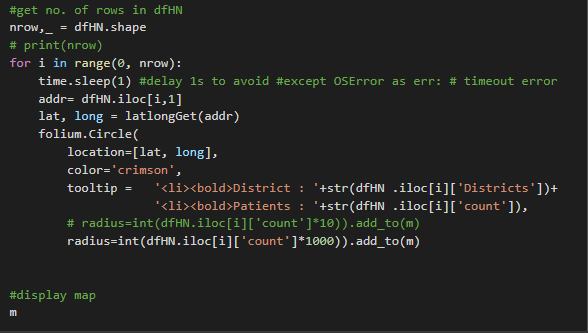 #get no. of rows in dfHN
nrow,_ = dfHN.shape
# print(nrow)
for i in range(0, nrow):
    time.sleep(1) #delay 1s to avoid #except OSError as err: # timeout error
    addr= dfHN.iloc[i,1]
    lat, long = latlongGet(addr)
    folium.Circle(
        location=[lat, long],
        color='crimson',
        tooltip =   '<li><bold>District : '+str(dfHN .iloc[i]['Districts'])+
                    '<li><bold>Patients : '+str(dfHN .iloc[i]['count']),
        # radius=int(dfHN.iloc[i]['count']*10)).add_to(m)
        radius=int(dfHN.iloc[i]['count']*1000)).add_to(m)
#display map
m